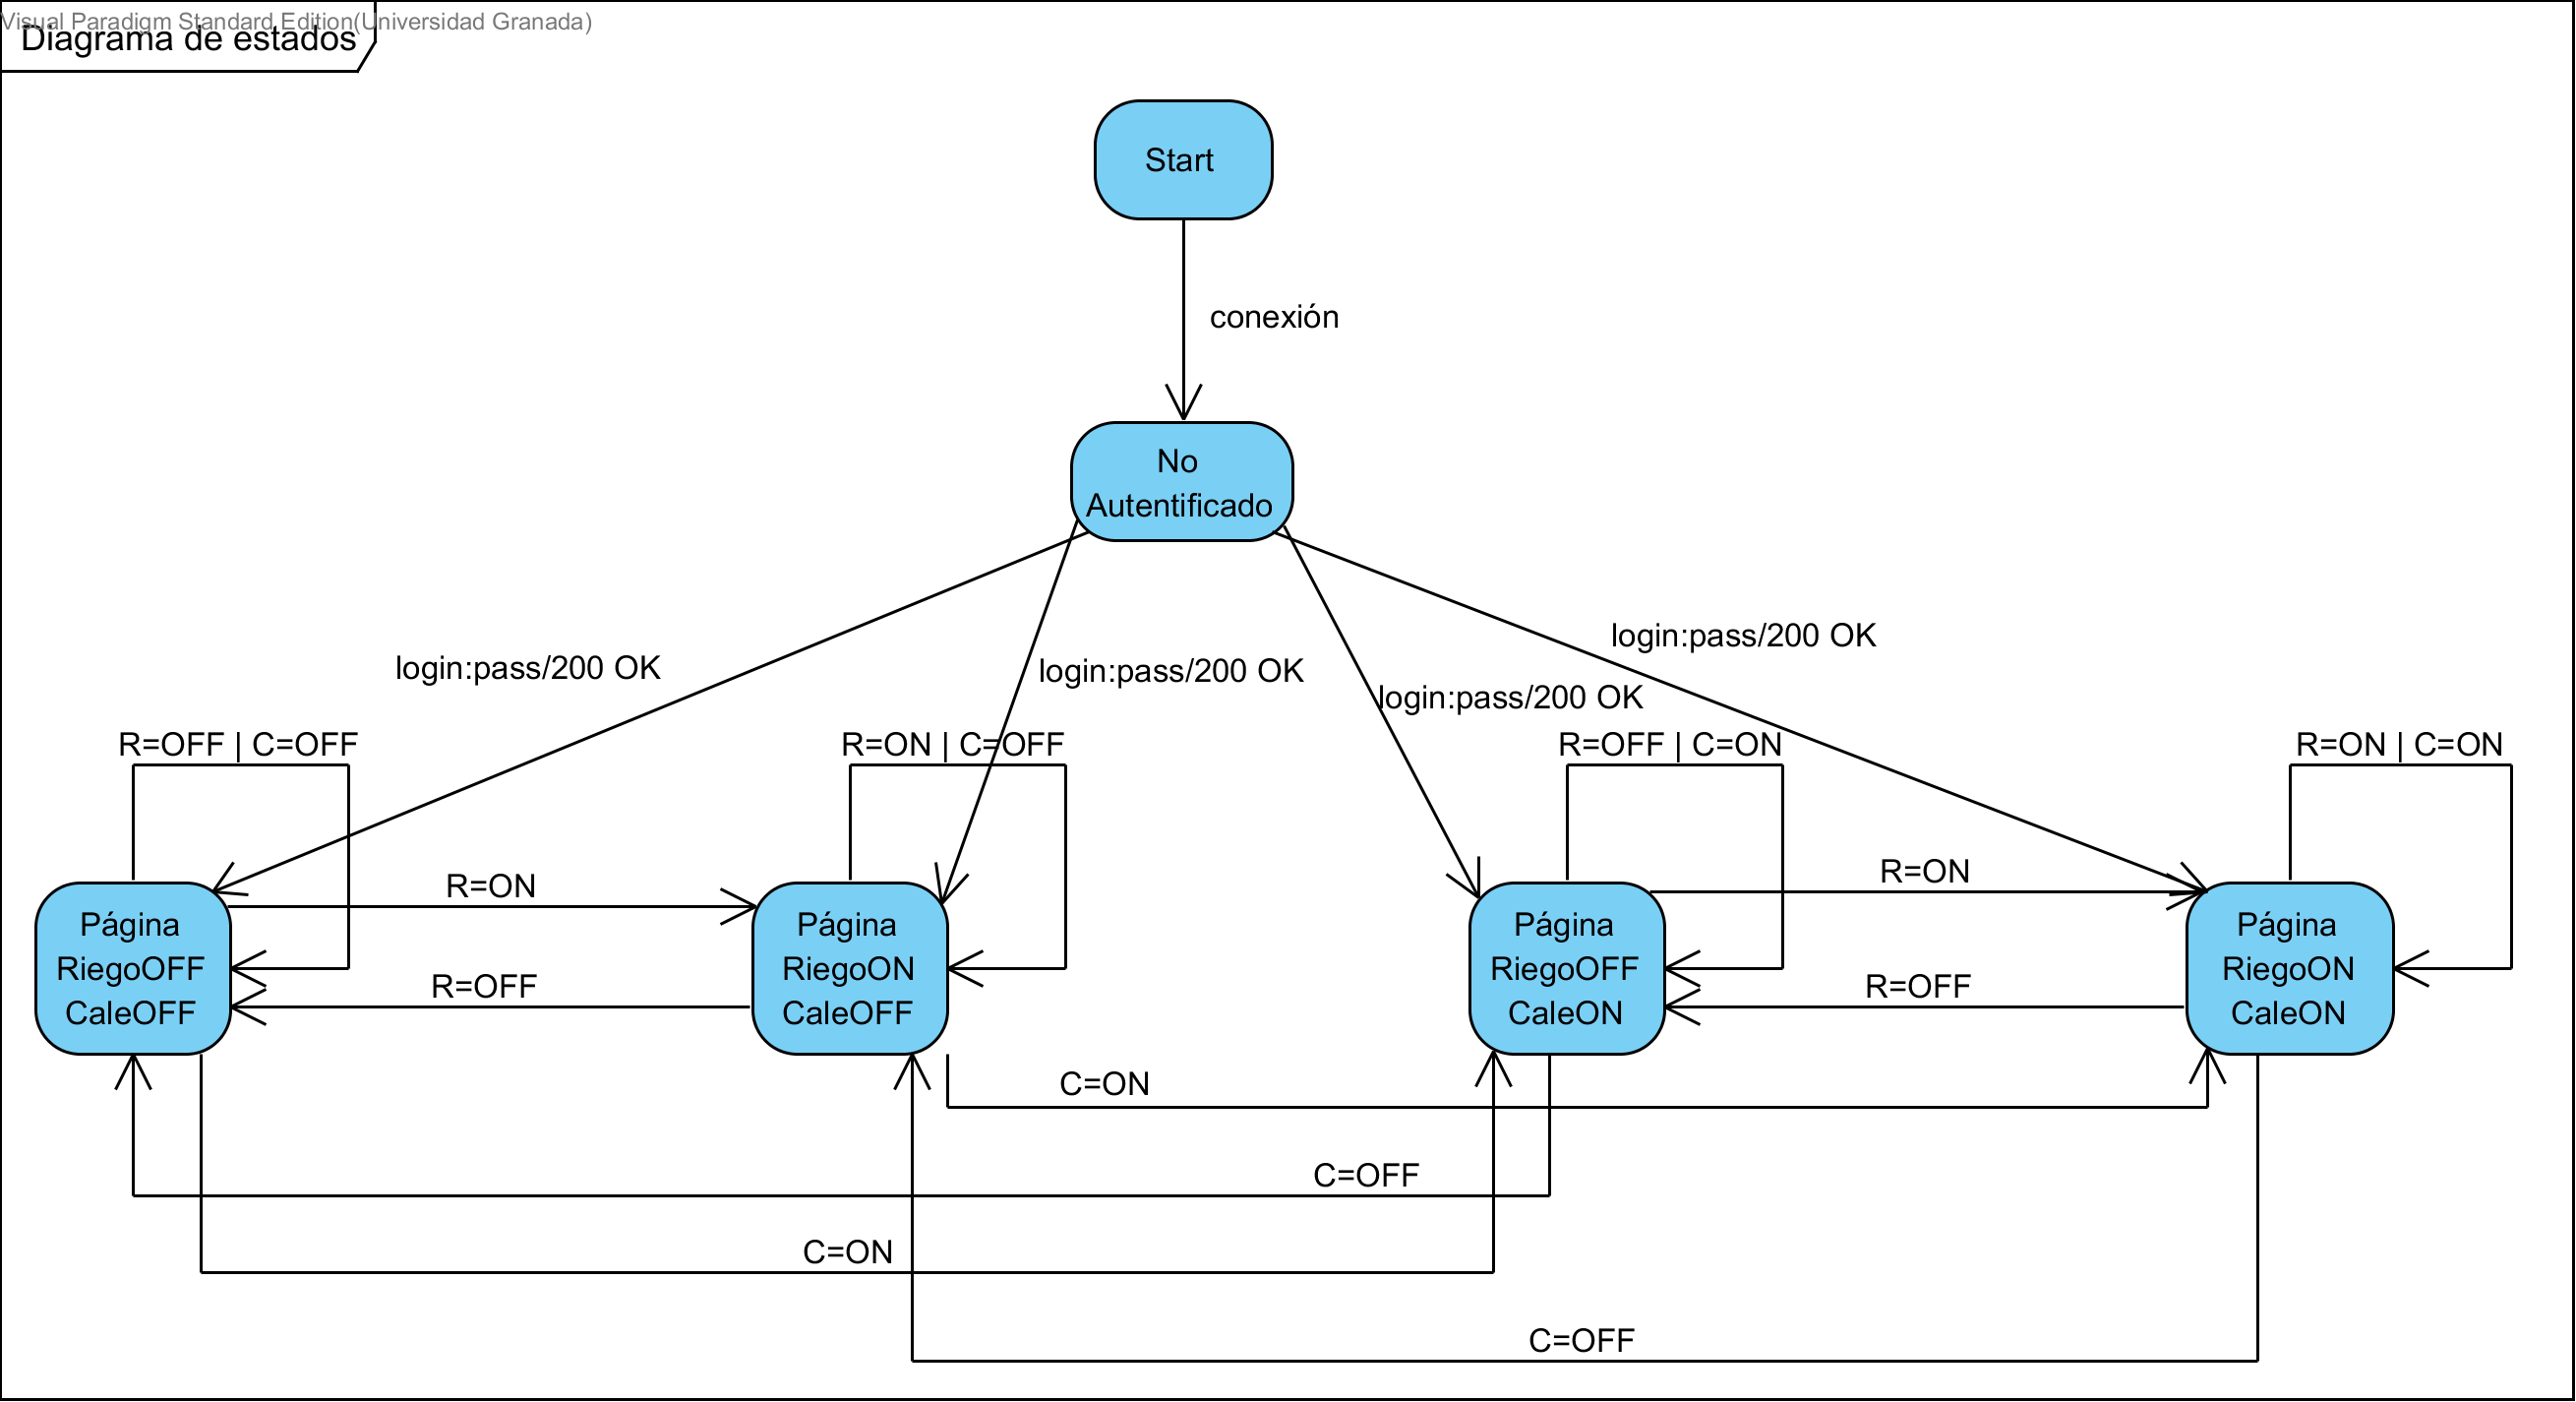 Visual Paradigm Standard Edition(Universidad Granada)
Diagrama de estados
Start
conexión
No
Autentificado
login:pass/200 OK
login:pass/200 OK
login:pass/200 OK
login:pass/200 OK
R=OFF | C=OFF
R=ON | C=OFF
R=OFF | C=ON
R=ON | C=ON
R=ON
R=ON
Página
RiegoOFF
CaleOFF
Página
RiegoON
CaleOFF
Página
RiegoOFF
CaleON
Página
RiegoON
CaleON
R=OFF
R=OFF
C=ON
C=OFF
C=ON
C=OFF